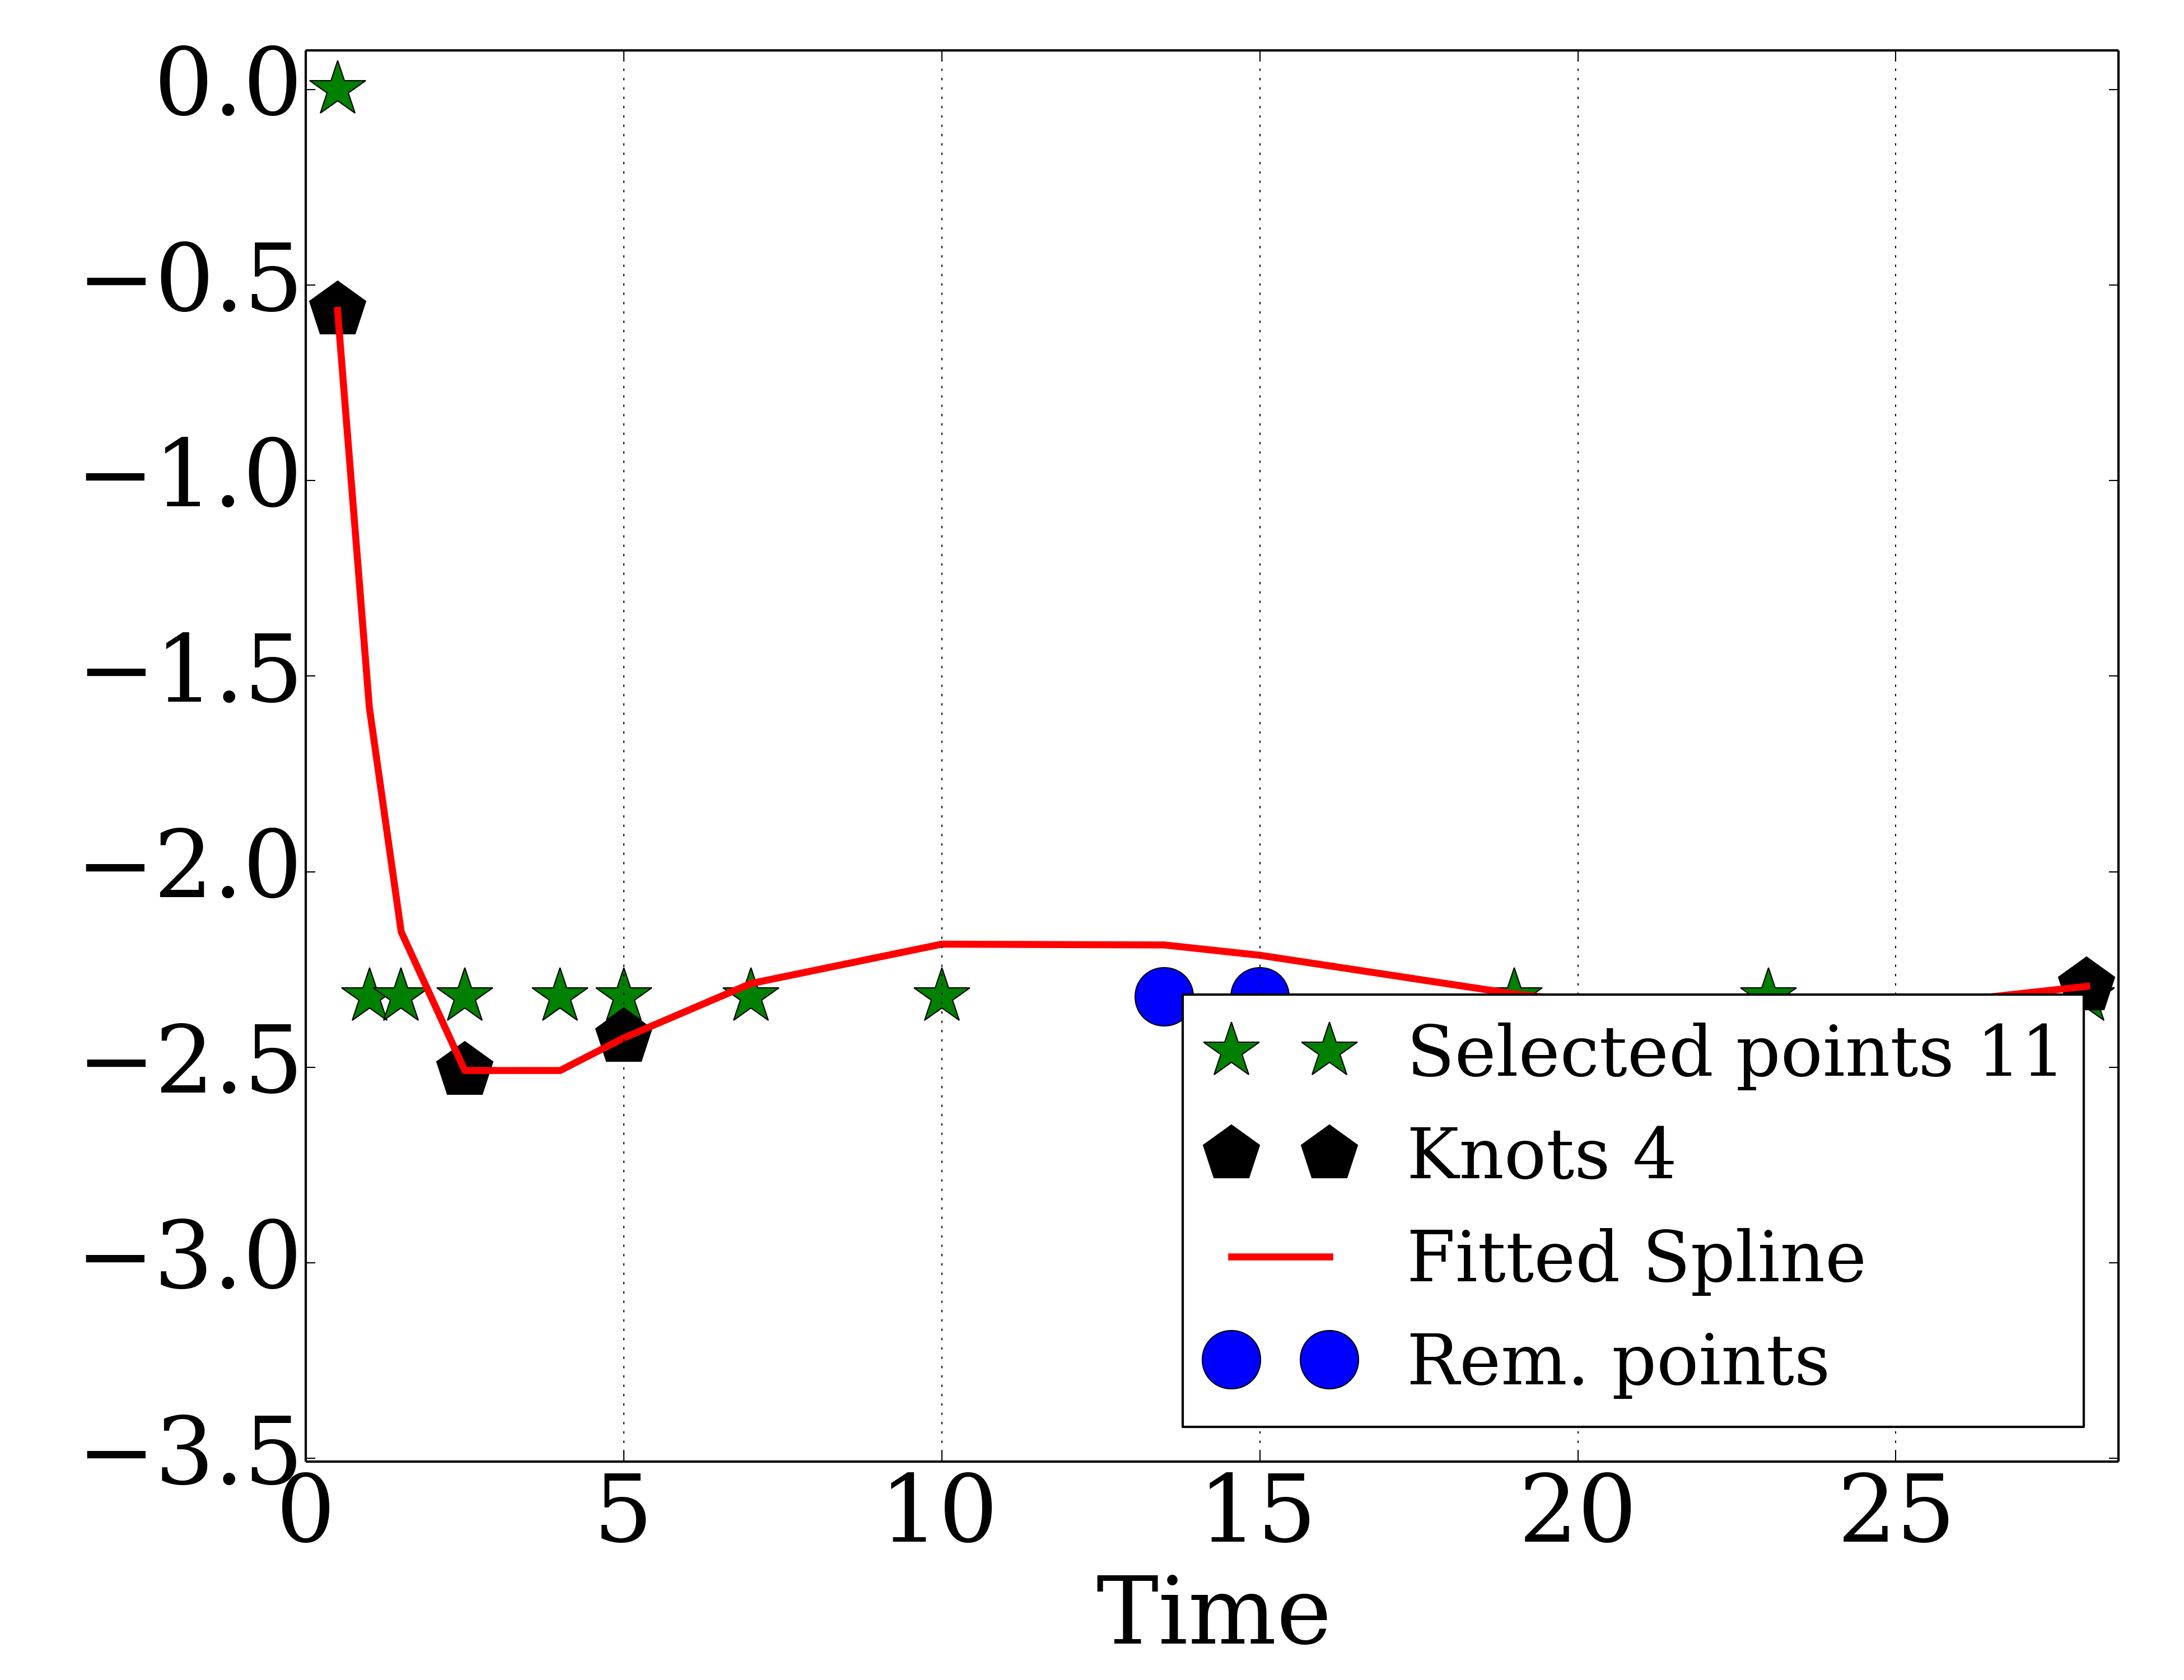 0.0
−0.5
−1.0
−1.5
−2.0
−2.5
−3.0
−3.5
Selected points 11
Knots 4
Fitted Spline
Rem. points
0 5 10 15 20 25
Time